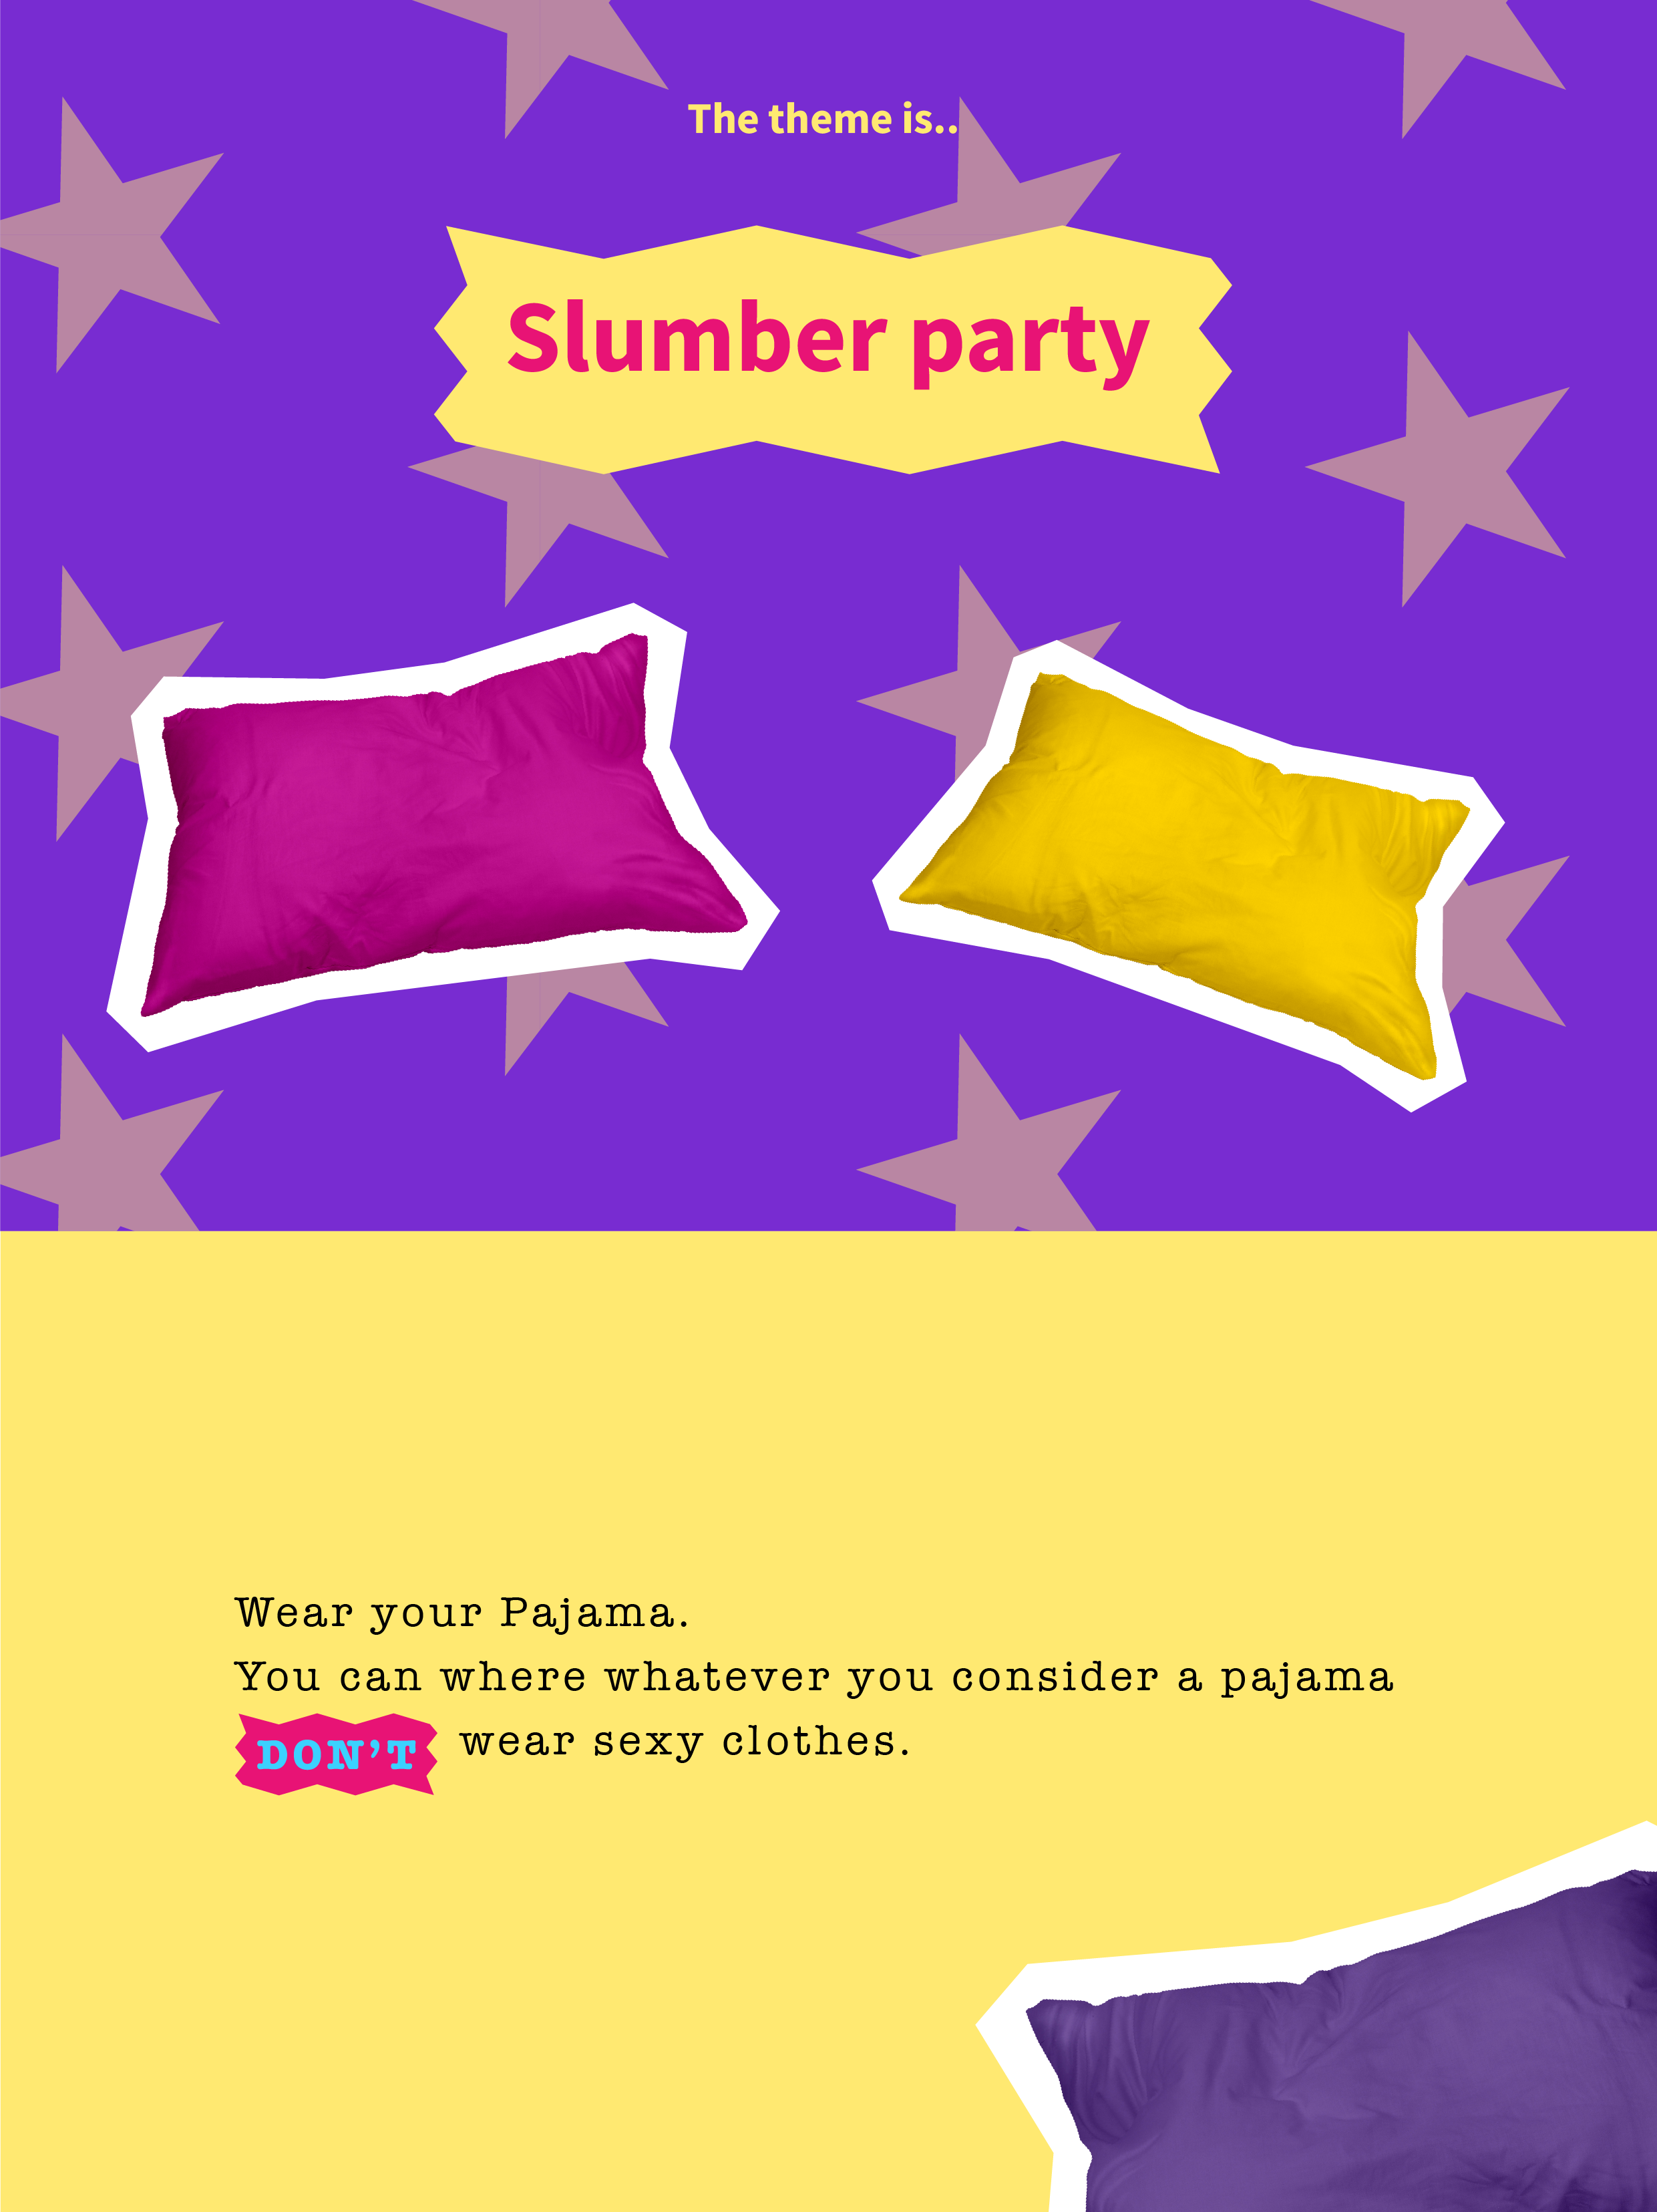 The theme is..
Slumber party
Wear your Pajama.
You can where whatever you consider a pajama
DON'T wear sexy clothes.